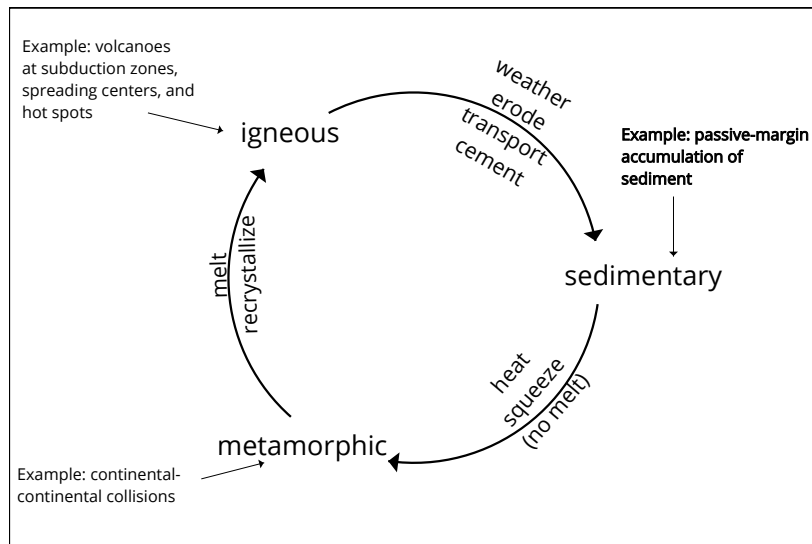 Example: volcanoes
at subduction zones,
spreading centers, and
hot spots
igneous
weather
erode
transport
cement
Example: passive-margin
accumulation of
sediment
sedimentary
heat
squeeze
(no melt)
metamorphic
Example: continental-
continental collisions
melt
recrystallize